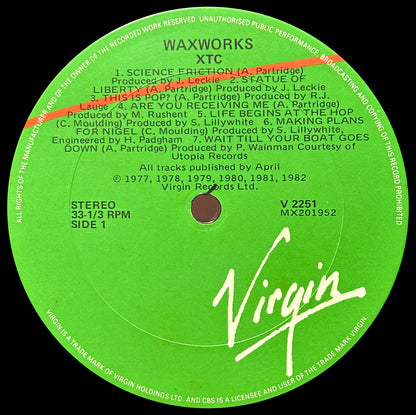 ALL RIGHTS OF THE MANUFACTURER AND OF THE OWNER OF THE RECORDED WORK RESERVED. UNAUTHORISED PUBLIC PERFORMANCE, BROADCASTING AND COPYING OF THIS RECORD PROHIBITED
WAXWORKS
XTC
1. SCIENCE FRICTION (A. Partridge)
Produced by J. Leckie 2. STATUE OF
LIBERTY (A. Partridge) Produced by J. Leckie
3. THIS IS POP? (A. Partridge) Produced by R.J.
Lange 4. ARE YOU RECEIVING ME (A. Partridge)
Produced by M. Rushent 5. LIFE BEGINS AT THE HOP
(C. Moulding) Produced by S. Lillywhite 6. MAKING PLANS
FOR NIGEL (C. Moulding) Produced by S. Lillywhite,
Engineered by H. Padgham 7. WAIT TILL YOUR BOAT GOES
DOWN (A. Partridge) Produced by P. Wainman Courtesy of
Utopia Records
All tracks published by April
℗ 1977, 1978, 1979, 1980, 1981, 1982
Virgin Records Ltd.
STEREO
33-1/3 RPM
SIDE 1
V 2251
MX201952
Virgin
VIRGIN IS A TRADE MARK OF VIRGIN HOLDINGS LTD. AND CBS IS A LICENSEE AND USER OF THE TRADE MARK VIRGIN.